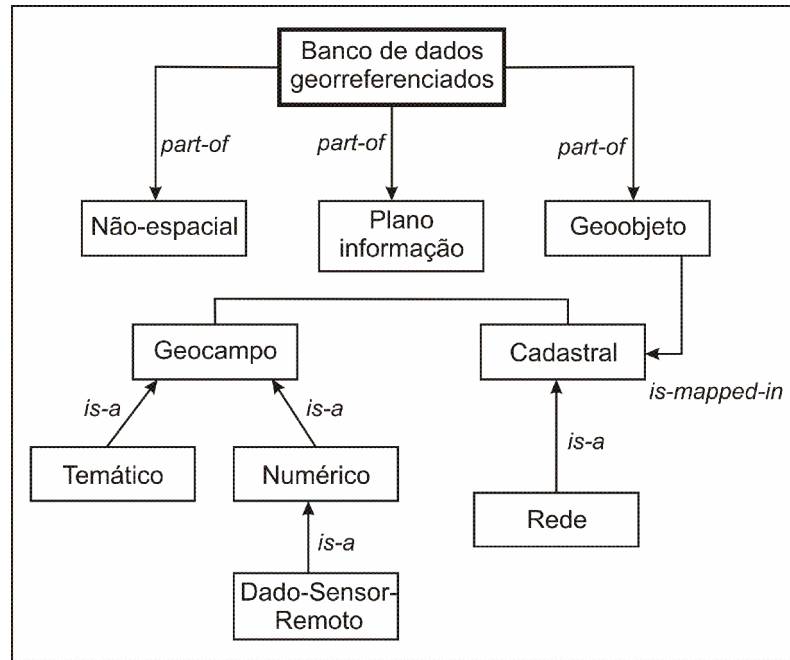 Banco de dados
georreferenciados
part-of
part-of
part-of
Não-espacial
Plano
informação
Geoobjeto
Geocampo
Cadastral
is-mapped-in
is-a
is-a
is-a
Temático
Numérico
Rede
is-a
Dado-Sensor-
Remoto